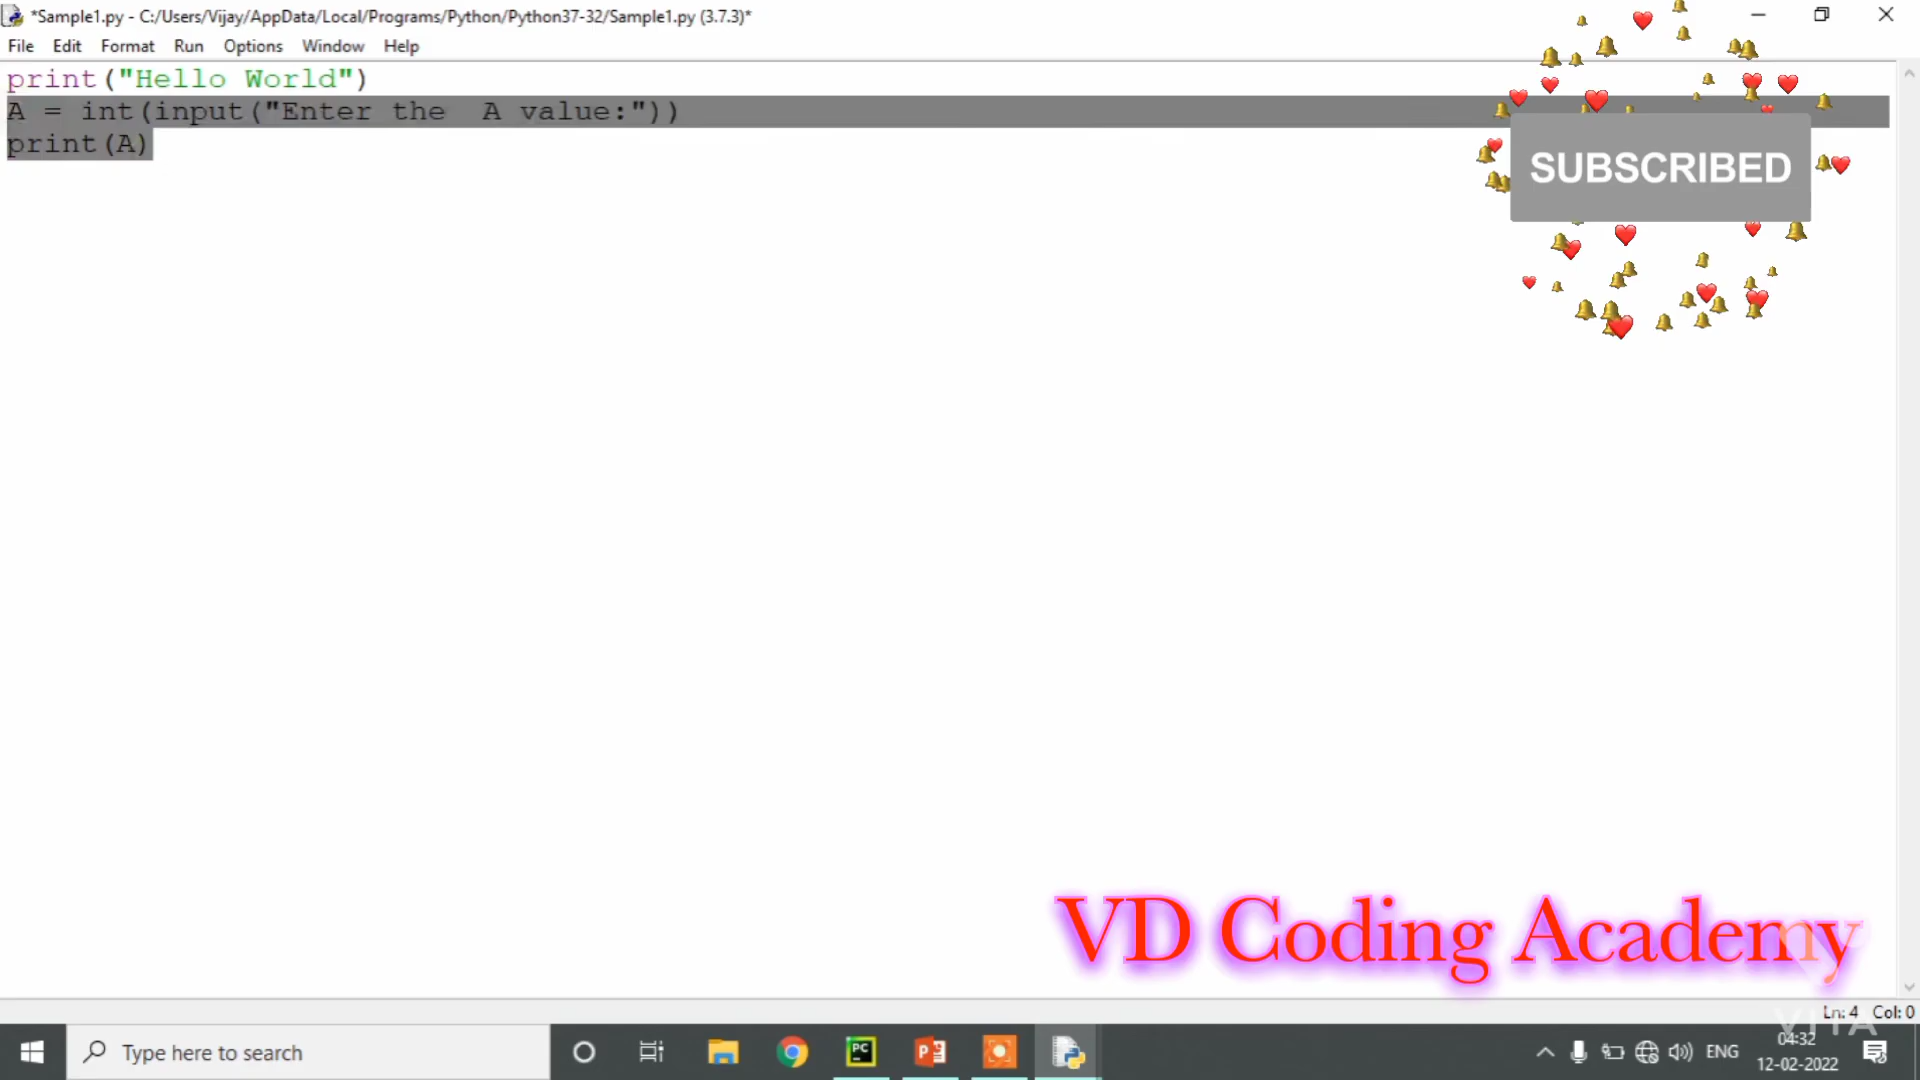 *Sample1.py - C:/Users/Vijay/AppData/Local/Programs/Python/Python37-32/Sample1.py (3.7.3)*
File Edit Format Run Options Window Help
print("Hello World")
A = int(input("Enter the  A value:"))
print(A)
SUBSCRIBED
VD Coding Academy
Ln: 4 Col: 0
VITA
Type here to search
PC
ENG
04:32
12-02-2022